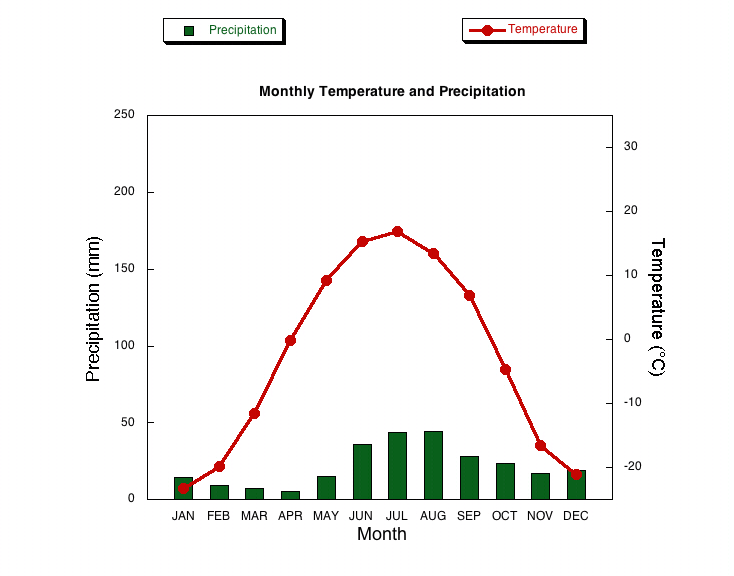 Precipitation
Temperature
Monthly Temperature and Precipitation
250
200
150
100
50
0
Precipitation (mm)
30
20
10
0
-10
-20
Temperature (°C)
JAN FEB MAR APR MAY JUN JUL AUG SEP OCT NOV DEC
Month